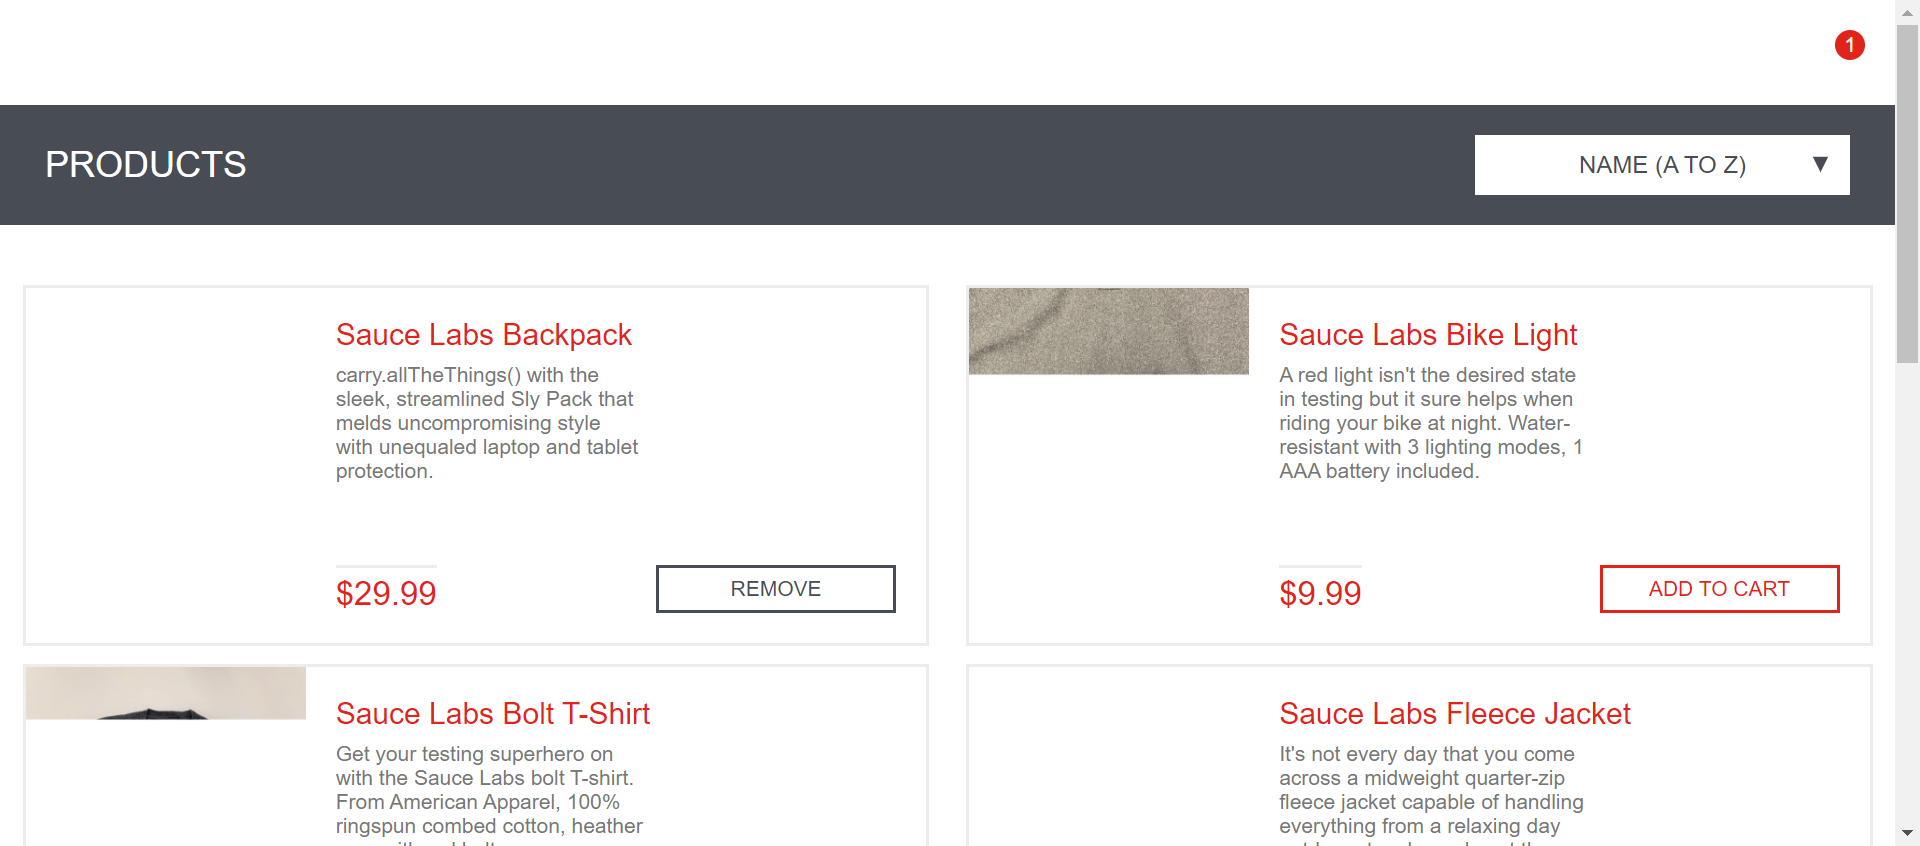 1
PRODUCTS
NAME (A TO Z) ▼
Sauce Labs Backpack
carry.allTheThings() with the
sleek, streamlined Sly Pack that
melds uncompromising style
with unequaled laptop and tablet
protection.
$29.99
REMOVE
Sauce Labs Bike Light
A red light isn't the desired state
in testing but it sure helps when
riding your bike at night. Water-
resistant with 3 lighting modes, 1
AAA battery included.
$9.99
ADD TO CART
Sauce Labs Bolt T-Shirt
Get your testing superhero on
with the Sauce Labs bolt T-shirt.
From American Apparel, 100%
ringspun combed cotton, heather
Sauce Labs Fleece Jacket
It's not every day that you come
across a midweight quarter-zip
fleece jacket capable of handling
everything from a relaxing day